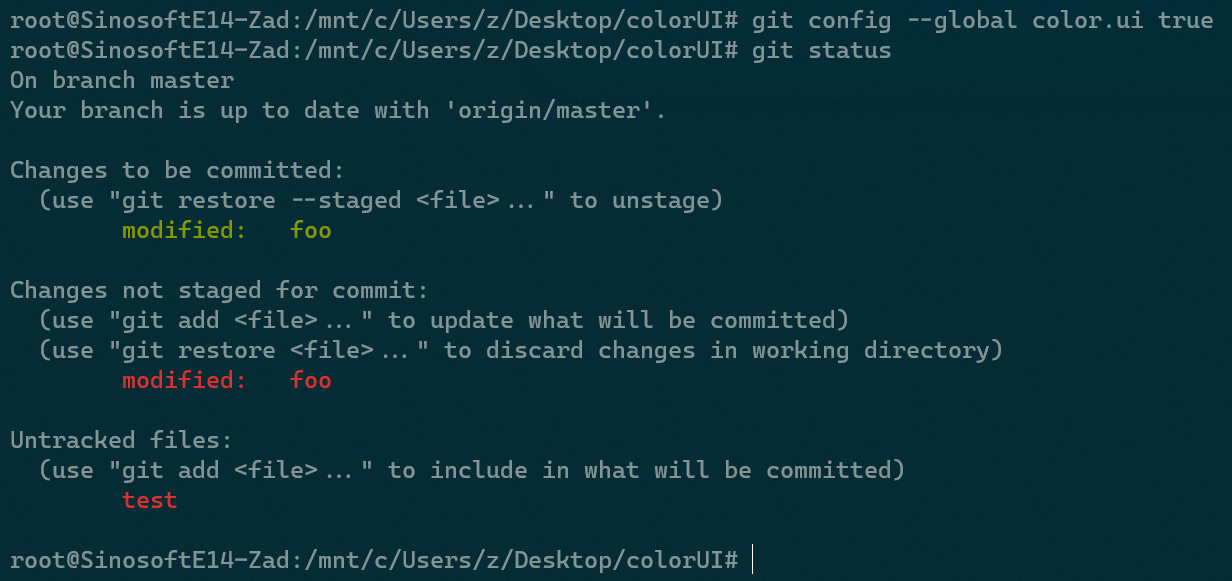 root@SinosoftE14-Zad:/mnt/c/Users/z/Desktop/colorUI# git config --global color.ui true
root@SinosoftE14-Zad:/mnt/c/Users/z/Desktop/colorUI# git status
On branch master
Your branch is up to date with 'origin/master'.

Changes to be committed:
  (use "git restore --staged <file>..." to unstage)
        modified:   foo

Changes not staged for commit:
  (use "git add <file>..." to update what will be committed)
  (use "git restore <file>..." to discard changes in working directory)
        modified:   foo

Untracked files:
  (use "git add <file>..." to include in what will be committed)
        test

root@SinosoftE14-Zad:/mnt/c/Users/z/Desktop/colorUI#